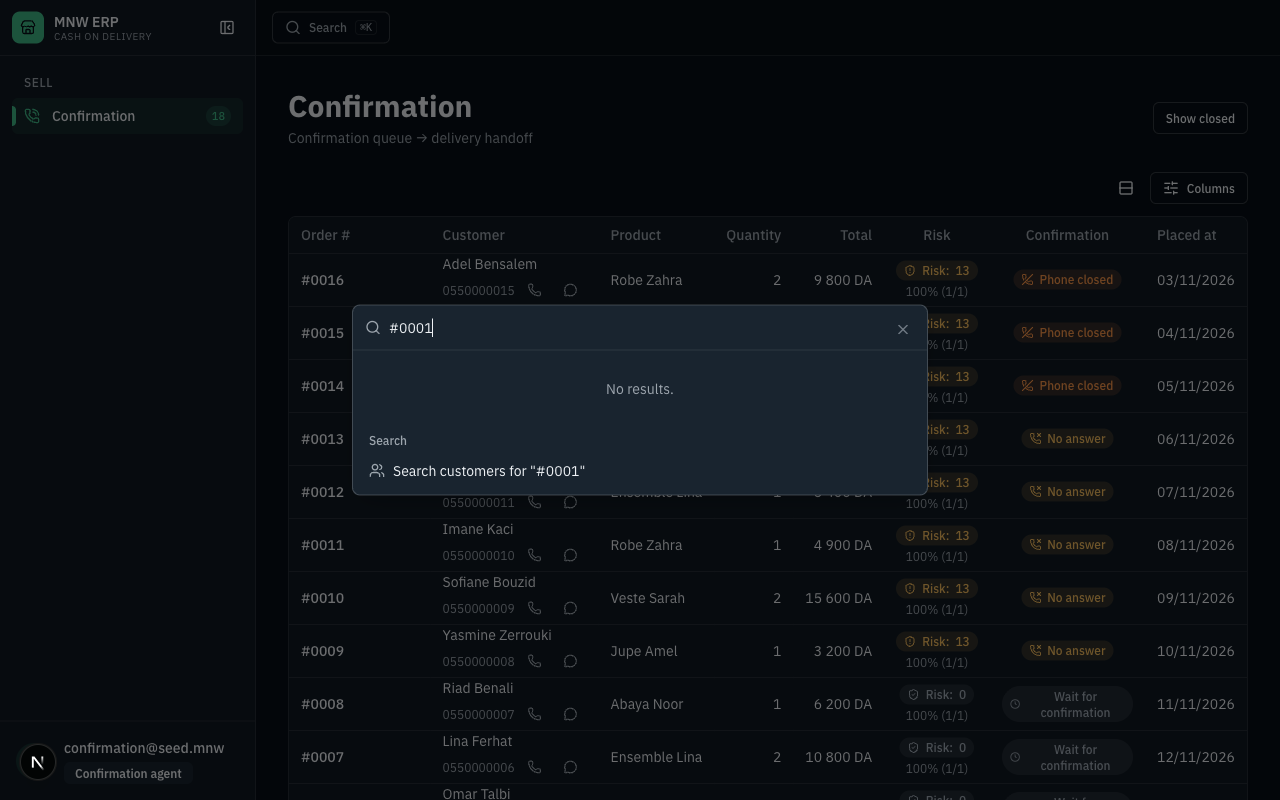 MNW ERP
CASH ON DELIVERY
Search ⌘K
SELL
Confirmation 18
Confirmation
Confirmation queue → delivery handoff
Show closed
Columns
Order # Customer Product Quantity Total Risk Confirmation Placed at
#0016 Adel Bensalem 0550000015 Robe Zahra 2 9 800 DA Risk: 13 100% (1/1) Phone closed 03/11/2026
#0015 Risk: 13 % (1/1) Phone closed 04/11/2026
#0014 Risk: 13 % (1/1) Phone closed 05/11/2026
#0013 Risk: 13 % (1/1) No answer 06/11/2026
#0012 0550000011 Risk: 13 100% (1/1) No answer 07/11/2026
#0001
No results.
Search
Search customers for "#0001"
#0011 Imane Kaci 0550000010 Robe Zahra 1 4 900 DA Risk: 13 100% (1/1) No answer 08/11/2026
#0010 Sofiane Bouzid 0550000009 Veste Sarah 2 15 600 DA Risk: 13 100% (1/1) No answer 09/11/2026
#0009 Yasmine Zerrouki 0550000008 Jupe Amel 1 3 200 DA Risk: 13 100% (1/1) No answer 10/11/2026
#0008 Riad Benali 0550000007 Abaya Noor 1 6 200 DA Risk: 0 100% (1/1) Wait for confirmation 11/11/2026
#0007 Lina Ferhat 0550000006 Ensemble Lina 2 10 800 DA Risk: 0 100% (1/1) Wait for confirmation 12/11/2026
Omar Talbi
N
confirmation@seed.mnw
Confirmation agent